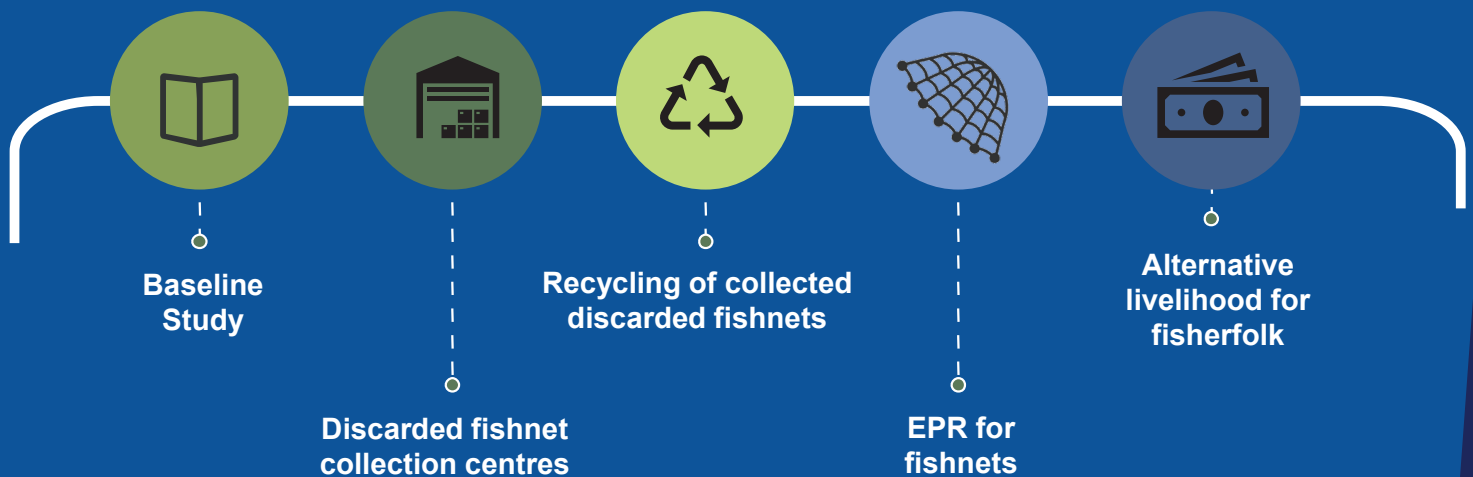 Baseline
Study
Discarded fishnet
collection centres
Recycling of collected
discarded fishnets
EPR for
fishnets
Alternative
livelihood for
fisherfolk